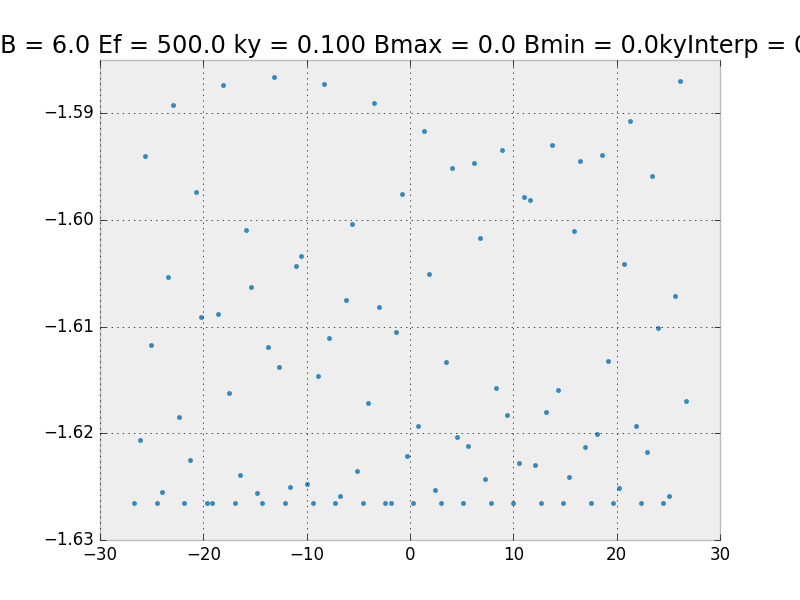 B = 6.0 Ef = 500.0 ky = 0.100 Bmax = 0.0 Bmin = 0.0kyInterp = 0
−1.59
−1.60
−1.61
−1.62
−1.63
−30 −20 −10 0 10 20 30